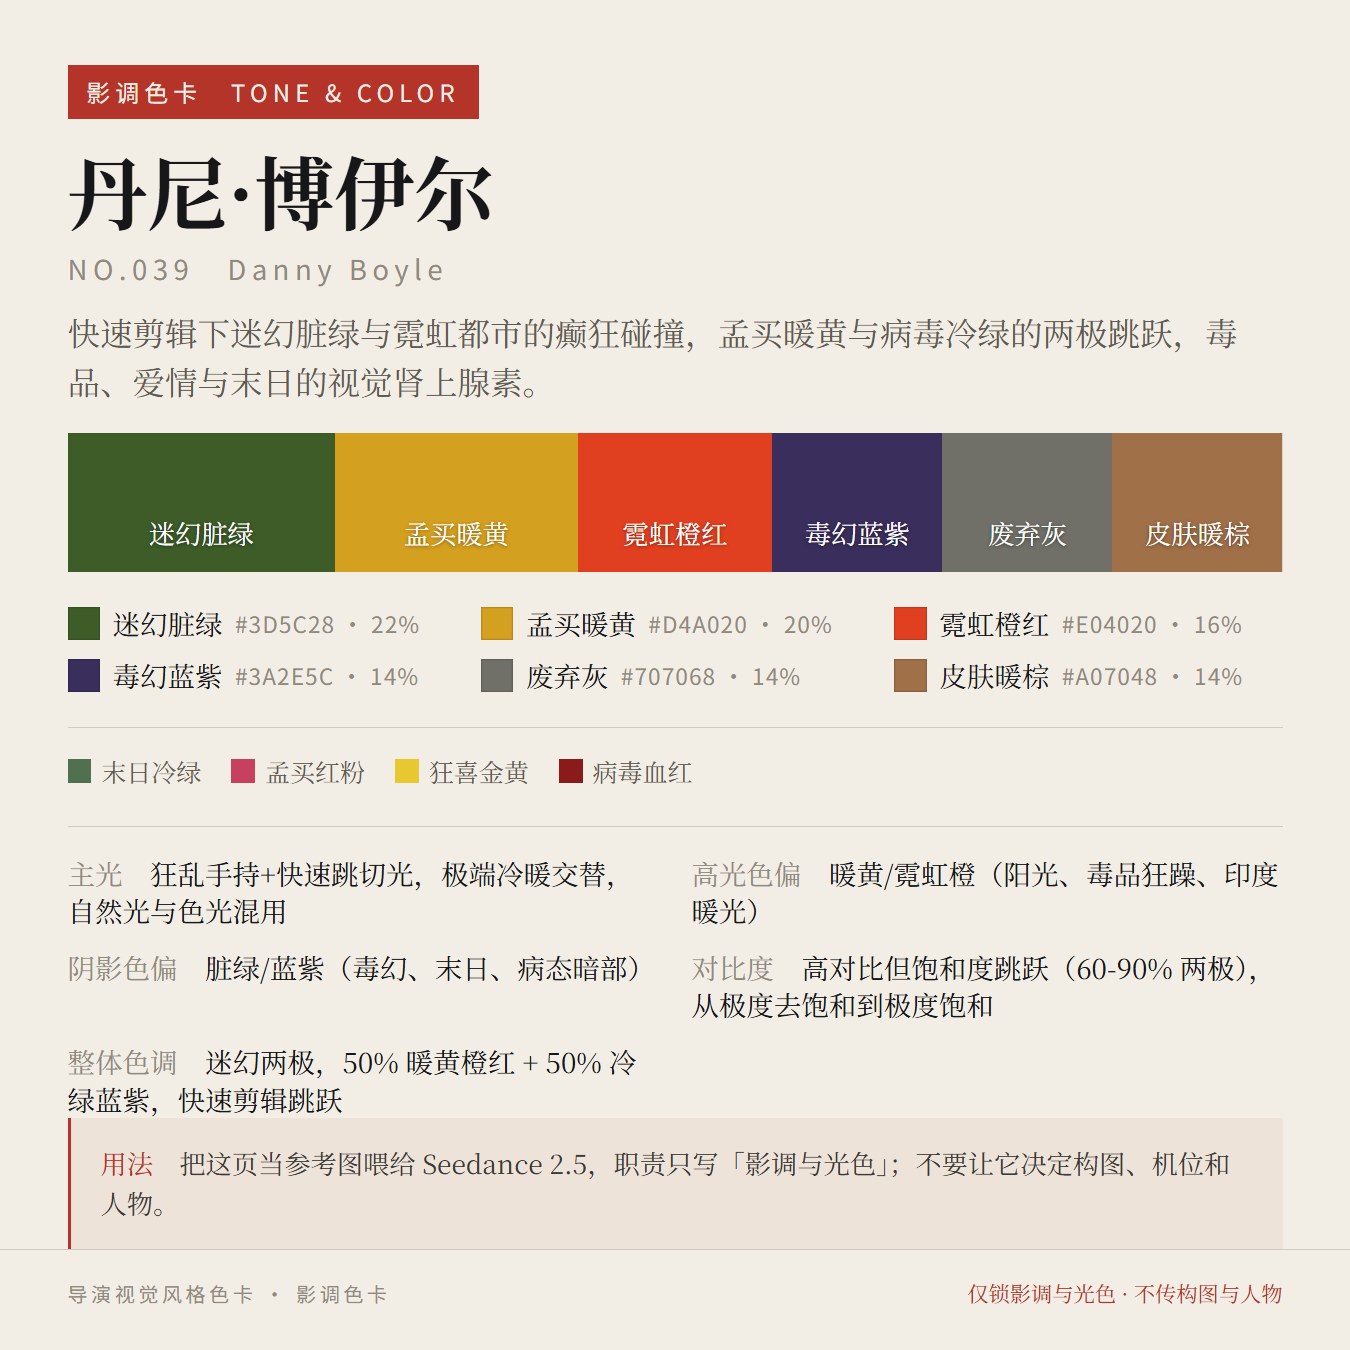 影调色卡 TONE & COLOR
丹尼·博伊尔
NO.039 Danny Boyle
快速剪辑下迷幻脏绿与霓虹都市的癫狂碰撞，孟买暖黄与病毒冷绿的两极跳跃，毒
品、爱情与末日的视觉肾上腺素。
迷幻脏绿 孟买暖黄 霓虹橙红 毒幻蓝紫 废弃灰 皮肤暖棕
迷幻脏绿 #3D5C28 · 22% 孟买暖黄 #D4A020 · 20% 霓虹橙红 #E04020 · 16%
毒幻蓝紫 #3A2E5C · 14% 废弃灰 #707068 · 14% 皮肤暖棕 #A07048 · 14%
末日冷绿 孟买红粉 狂喜金黄 病毒血红
主光 狂乱手持+快速跳切光，极端冷暖交替，
自然光与色光混用
高光色偏 暖黄/霓虹橙（阳光、毒品狂躁、印度
暖光）
阴影色偏 脏绿/蓝紫（毒幻、末日、病态暗部）
对比度 高对比但饱和度跳跃（60-90% 两极），
从极度去饱和到极度饱和
整体色调 迷幻两极，50% 暖黄橙红 + 50% 冷
绿蓝紫，快速剪辑跳跃
用法 把这页当参考图喂给 Seedance 2.5，职责只写「影调与光色」；不要让它决定构图、机位和
人物。
导演视觉风格色卡 · 影调色卡
仅锁影调与光色 · 不传构图与人物